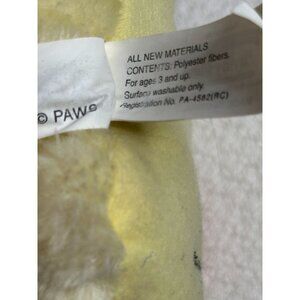 ALL NEW MATERIALS
CONTENTS: Polyester fibers.
For ages 3 and up.
Surface washable only.
Registration No. PA-4582(RC)
© PAWS